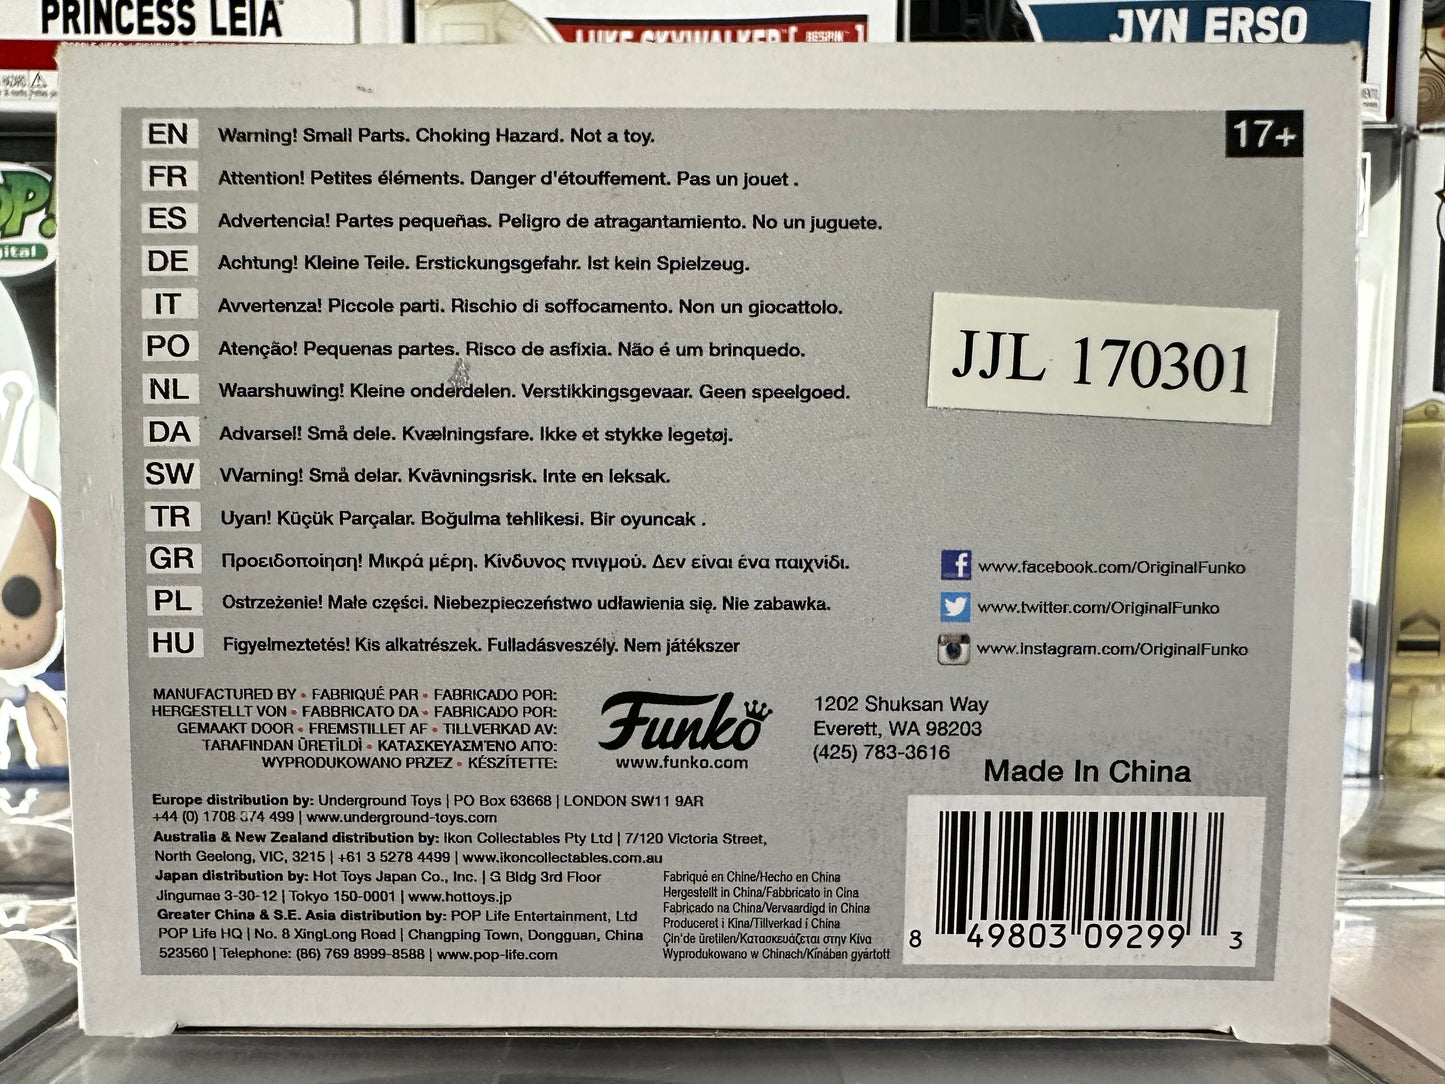 PRINCESS LEIA
LUKE SKYWALKER [BESPIN]
JYN ERSO
17+
EN Warning! Small Parts. Choking Hazard. Not a toy.
FR Attention! Petites éléments. Danger d'étouffement. Pas un jouet .
ES Advertencia! Partes pequeñas. Peligro de atragantamiento. No un juguete.
DE Achtung! Kleine Teile. Erstickungsgefahr. Ist kein Spielzeug.
IT Avvertenza! Piccole parti. Rischio di soffocamento. Non un giocattolo.
PO Atenção! Pequenas partes. Risco de asfixia. Não é um brinquedo.
NL Waarshuwing! Kleine onderdelen. Verstikkingsgevaar. Geen speelgoed.
DA Advarsel! Små dele. Kvælningsfare. Ikke et stykke legetøj.
SW Warning! Små delar. Kvävningsrisk. Inte en leksak.
TR Uyarı! Küçük Parçalar. Boğulma tehlikesi. Bir oyuncak .
GR Προειδοποίηση! Μικρά μέρη. Κίνδυνος πνιγμού. Δεν είναι ένα παιχνίδι.
PL Ostrzeżenie! Małe części. Niebezpieczeństwo udławienia się. Nie zabawka.
HU Figyelmeztetés! Kis alkatrészek. Fulladásveszély. Nem játékszer
JJL 170301
www.facebook.com/OriginalFunko
www.twitter.com/OriginalFunko
www.instagram.com/OriginalFunko
MANUFACTURED BY • FABRIQUÉ PAR • FABRICADO POR:
HERGESTELLT VON • FABBRICATO DA • FABRICADO POR:
GEMAAKT DOOR • FREMSTILLET AF • TILLVERKAD AV:
TARAFINDAN ÜRETİLDİ • ΚΑΤΑΣΚΕΥΑΣΜΈΝΟ ΑΠΌ:
WYPRODUKOWANO PRZEZ • KÉSZÍTETTE:
Funko
www.funko.com
1202 Shuksan Way
Everett, WA 98203
(425) 783-3616
Made In China
Europe distribution by: Underground Toys | PO Box 63668 | LONDON SW11 9AR
+44 (0) 1708 374 499 | www.underground-toys.com
Australia & New Zealand distribution by: Ikon Collectables Pty Ltd | 7/120 Victoria Street,
North Geelong, VIC, 3215 | +61 3 5278 4499 | www.ikoncollectables.com.au
Japan distribution by: Hot Toys Japan Co., Inc. | G Bldg 3rd Floor
Jingumae 3-30-12 | Tokyo 150-0001 | www.hottoys.jp
Greater China & S.E. Asia distribution by: POP Life Entertainment, Ltd
POP Life HQ | No. 8 XingLong Road | Changping Town, Dongguan, China
523560 | Telephone: (86) 769 8999-8588 | www.pop-life.com
Fabriqué en Chine/Hecho en China
Hergestellt in China/Fabbricato in Cina
Fabricado na China/Vervaardigd in China
Produceret i Kina/Tillverkad i China
Çin'de üretilen/Κατασκευάζεται στην Κίνα
Wyprodukowano w Chinach/Kínában gyártott
8 49803 09299 3